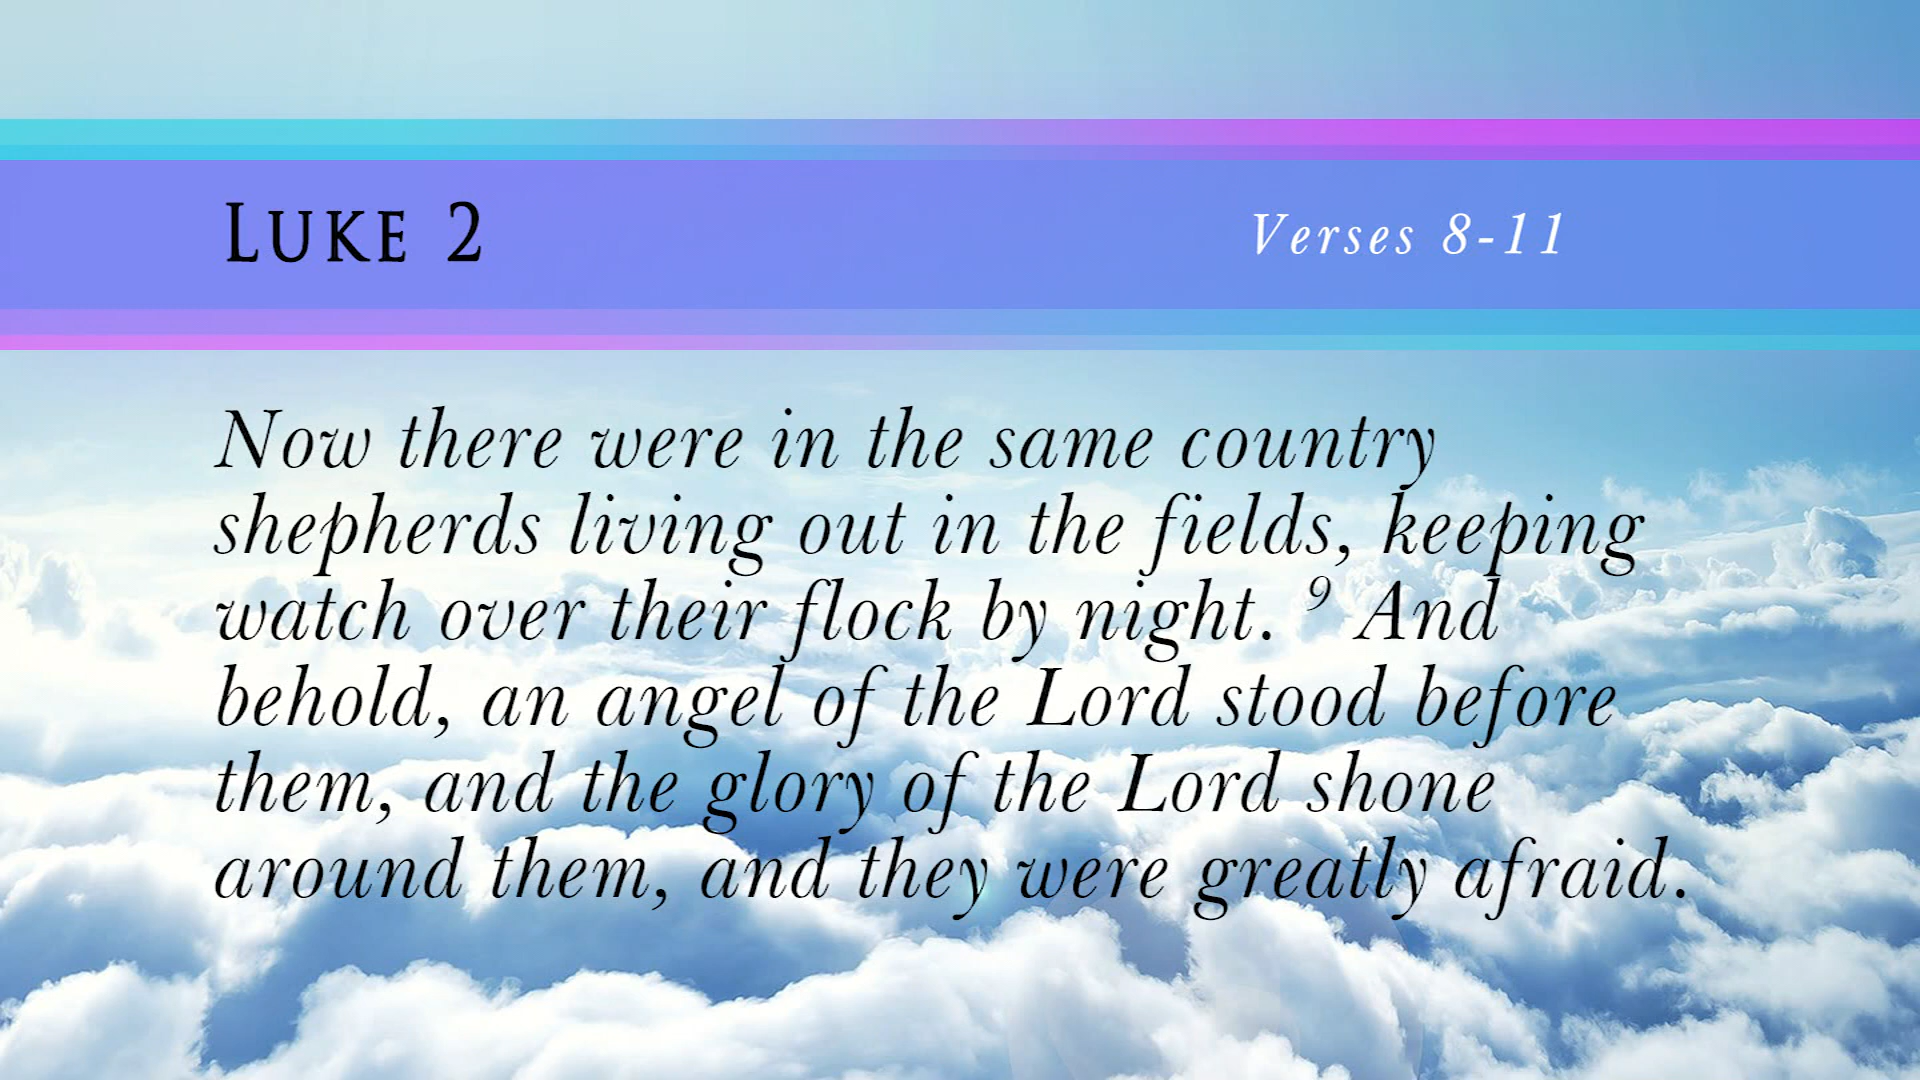 Luke 2
Verses 8-11
Now there were in the same country
shepherds living out in the fields, keeping
watch over their flock by night. ⁹ And
behold, an angel of the Lord stood before
them, and the glory of the Lord shone
around them, and they were greatly afraid.